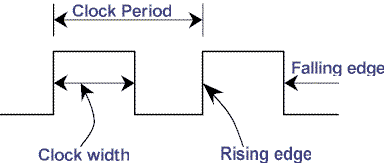 Clock Period
Falling edge
Clock width
Rising edge